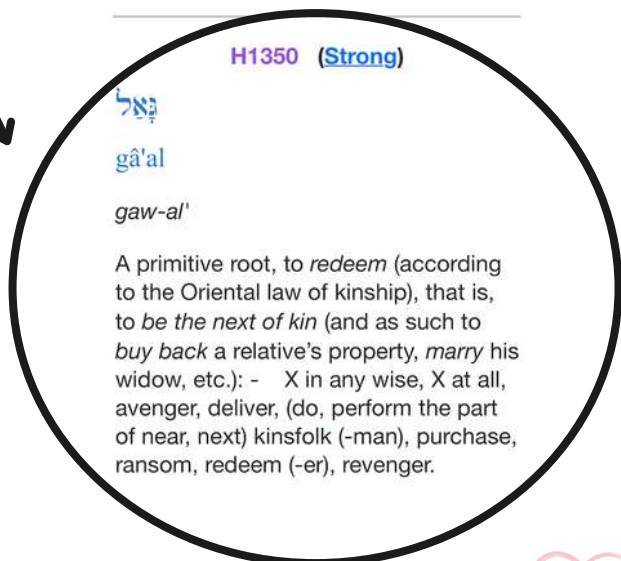 H1350 (Strong)
גָּאַל
gâ'al
gaw-al'
A primitive root, to redeem (according
to the Oriental law of kinship), that is,
to be the next of kin (and as such to
buy back a relative’s property, marry his
widow, etc.): - X in any wise, X at all,
avenger, deliver, (do, perform the part
of near, next) kinsfolk (-man), purchase,
ransom, redeem (-er), revenger.